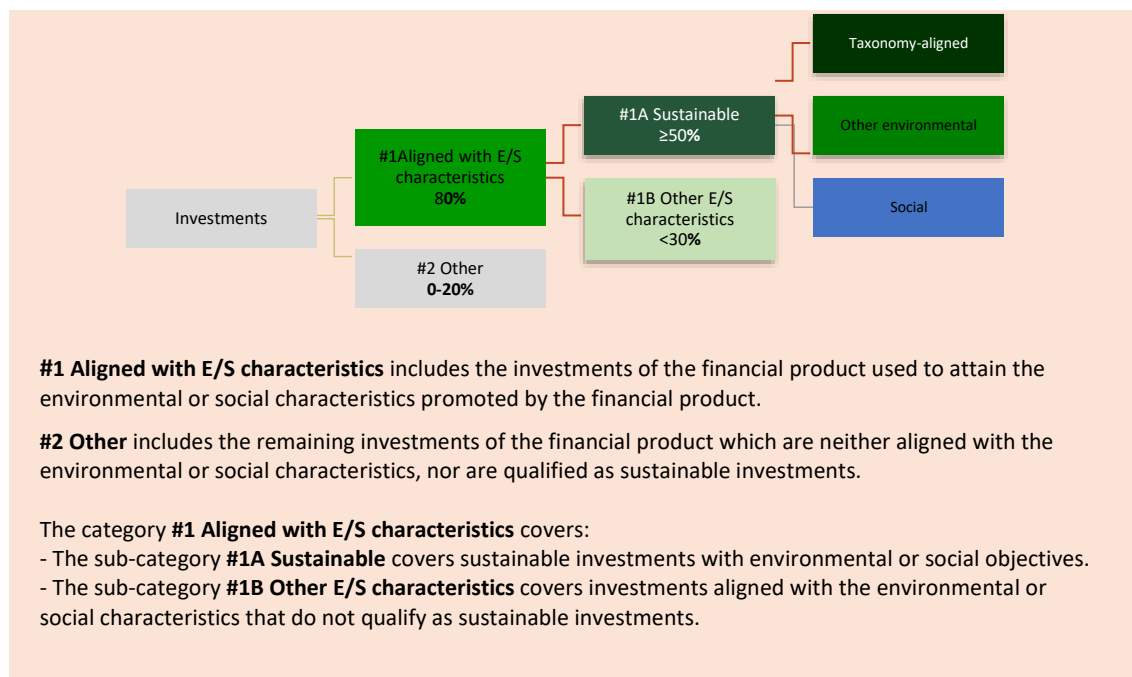 Taxonomy-aligned
#1A Sustainable
≥50%
Other environmental
#1Aligned with E/S
characteristics
80%
#1B Other E/S
characteristics
<30%
Investments
Social
#2 Other
0-20%
#1 Aligned with E/S characteristics includes the investments of the financial product used to attain the
environmental or social characteristics promoted by the financial product.
#2 Other includes the remaining investments of the financial product which are neither aligned with the
environmental or social characteristics, nor are qualified as sustainable investments.
The category #1 Aligned with E/S characteristics covers:
- The sub-category #1A Sustainable covers sustainable investments with environmental or social objectives.
- The sub-category #1B Other E/S characteristics covers investments aligned with the environmental or
social characteristics that do not qualify as sustainable investments.